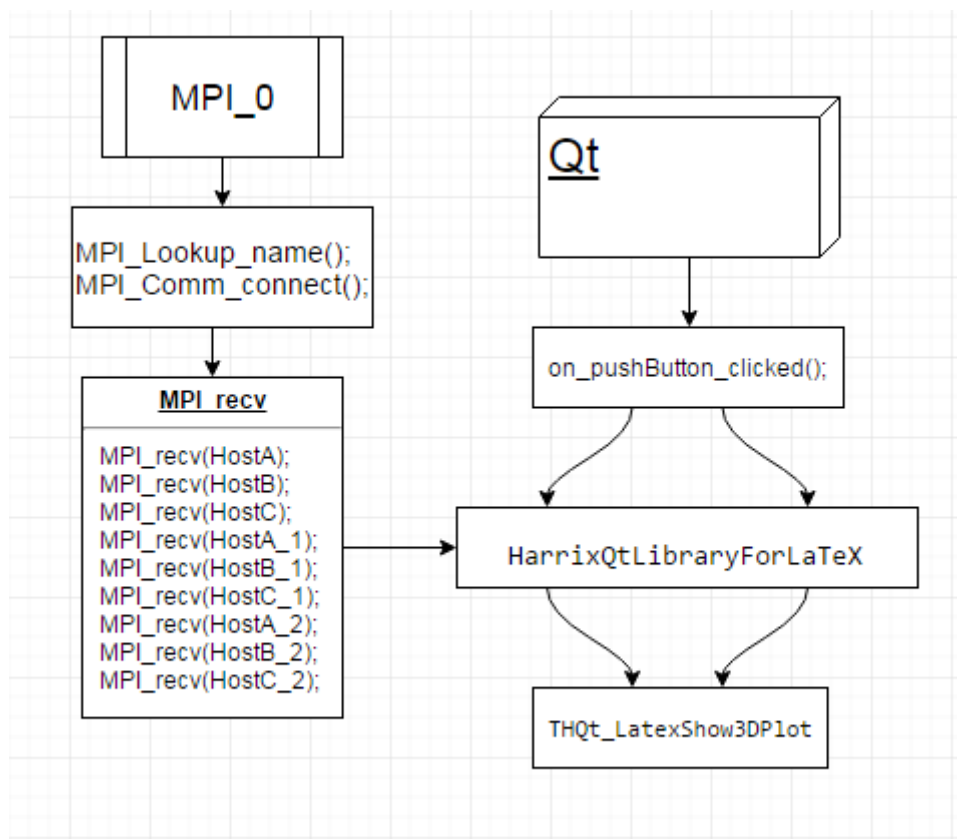 MPI_0
Qt
MPI_Lookup_name();
MPI_Comm_connect();
on_pushButton_clicked();
MPI_recv
MPI_recv(HostA);
MPI_recv(HostB);
MPI_recv(HostC);
MPI_recv(HostA_1);
MPI_recv(HostB_1);
MPI_recv(HostC_1);
MPI_recv(HostA_2);
MPI_recv(HostB_2);
MPI_recv(HostC_2);
HarrixQtLibraryForLaTeX
THQt_LatexShow3DPlot